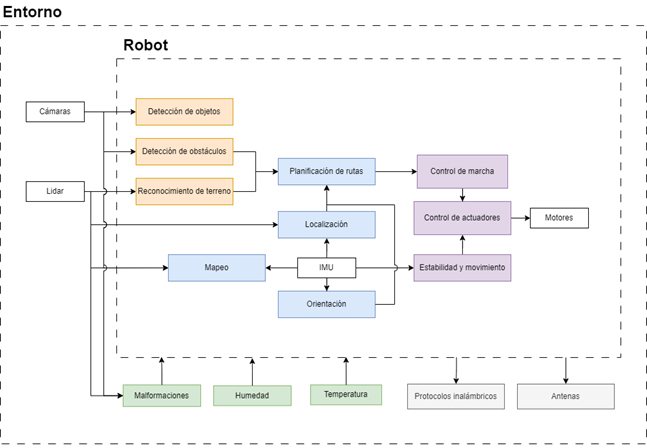 Entorno
Robot
Cámaras
Detección de objetos
Detección de obstáculos
Planificación de rutas
Control de marcha
Lidar
Reconocimiento de terreno
Localización
Control de actuadores
Motores
Mapeo
IMU
Estabilidad y movimiento
Orientación
Malformaciones
Humedad
Temperatura
Protocolos inalámbricos
Antenas